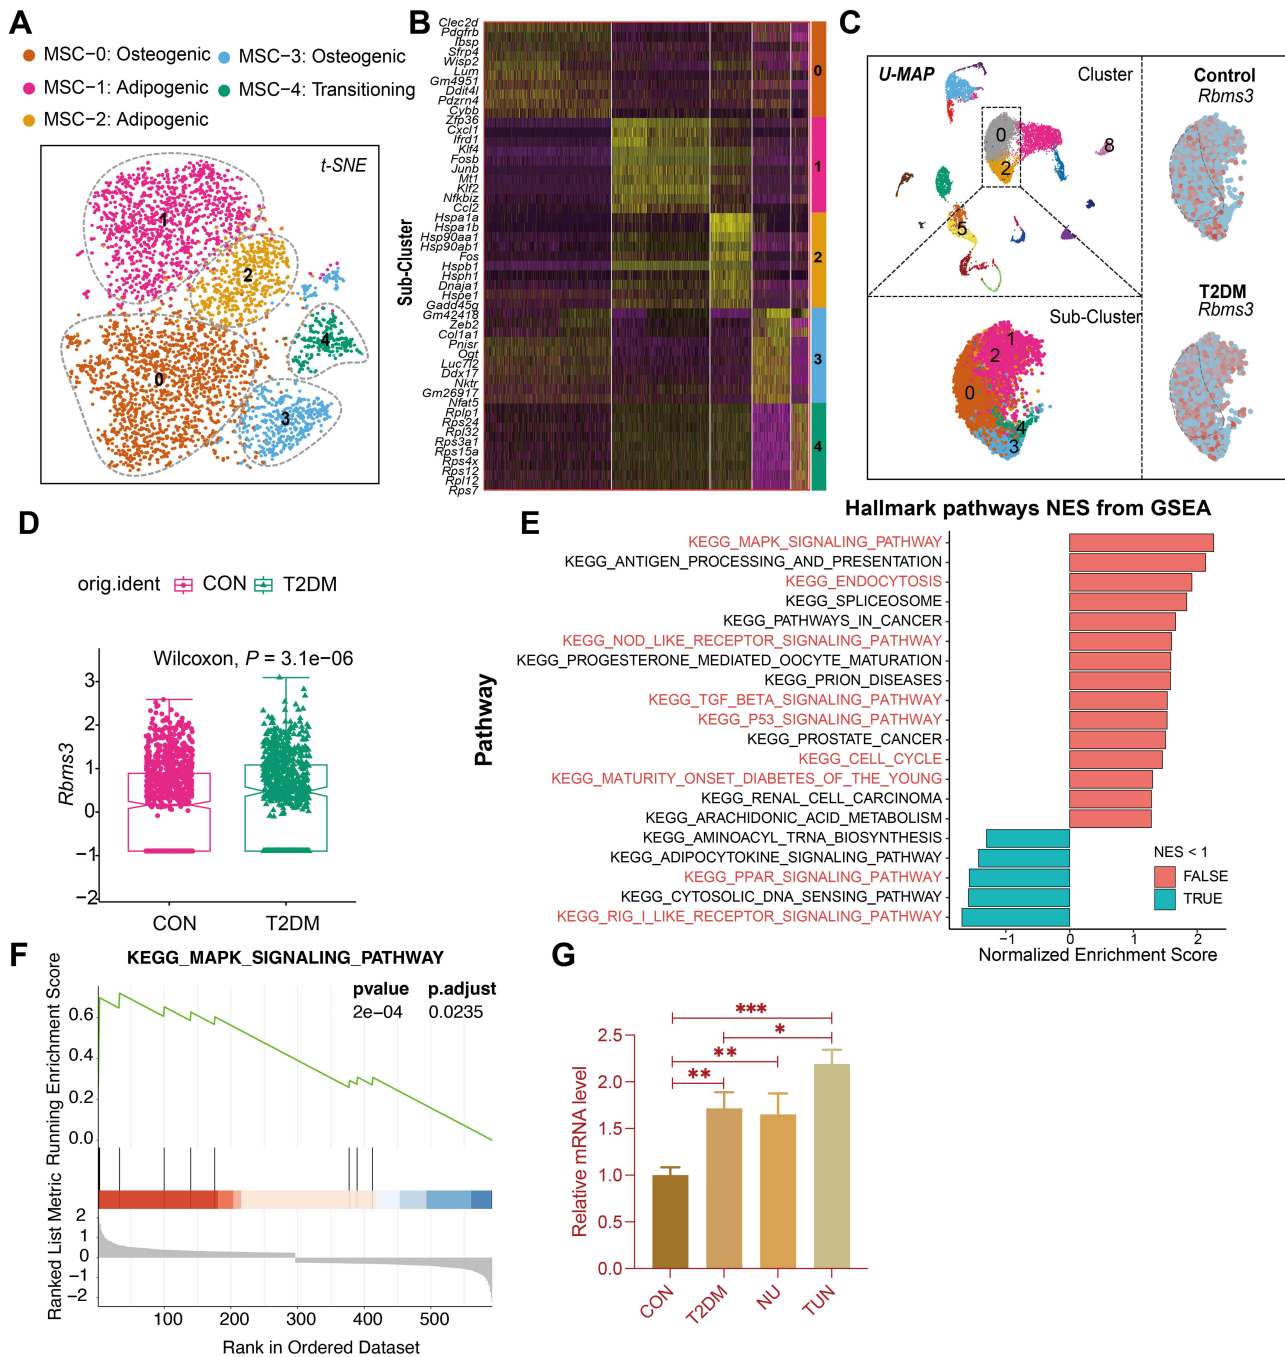 A
MSC−0: Osteogenic
MSC−3: Osteogenic
MSC−1: Adipogenic
MSC−4: Transitioning
MSC−2: Adipogenic
t-SNE
1
2
4
0
3
B
Sub-Cluster
Clec2d
Pdgfrb
Ibsp
Sfrp4
Wisp2
Lum
Gm4951
Ddit4l
Pdzrn4
Cybb
Zfp36
Cxcl1
Ifrd1
Klf4
Fosb
Junb
Mt1
Klf2
Nfkbiz
Ccl2
Hspa1a
Hspa1b
Hsp90aa1
Hsp90ab1
Fos
Hspb1
Hsph1
Dnaja1
Hspe1
Gadd45g
Gm42418
Zeb2
Col1a1
Pnisr
Ogt
Luc7l2
Ddx17
Nktr
Gm26917
Nfat5
Rplp1
Rps24
Rpl32
Rps3a1
Rps15a
Rps4x
Rps12
Rpl12
Rps7
0
1
2
3
4
C
U-MAP
Cluster
0
2
8
5
Sub-Cluster
1
2
0
4
3
Control
Rbms3
T2DM
Rbms3
D
orig.ident CON T2DM
Wilcoxon, P = 3.1e−06
Rbms3
3
2
1
0
−1
−2
CON T2DM
E
Hallmark pathways NES from GSEA
Pathway
KEGG_MAPK_SIGNALING_PATHWAY
KEGG_ANTIGEN_PROCESSING_AND_PRESENTATION
KEGG_ENDOCYTOSIS
KEGG_SPLICEOSOME
KEGG_PATHWAYS_IN_CANCER
KEGG_NOD_LIKE_RECEPTOR_SIGNALING_PATHWAY
KEGG_PROGESTERONE_MEDIATED_OOCYTE_MATURATION
KEGG_PRION_DISEASES
KEGG_TGF_BETA_SIGNALING_PATHWAY
KEGG_P53_SIGNALING_PATHWAY
KEGG_PROSTATE_CANCER
KEGG_CELL_CYCLE
KEGG_MATURITY_ONSET_DIABETES_OF_THE_YOUNG
KEGG_RENAL_CELL_CARCINOMA
KEGG_ARACHIDONIC_ACID_METABOLISM
KEGG_AMINOACYL_TRNA_BIOSYNTHESIS
KEGG_ADIPOCYTOKINE_SIGNALING_PATHWAY
KEGG_PPAR_SIGNALING_PATHWAY
KEGG_CYTOSOLIC_DNA_SENSING_PATHWAY
KEGG_RIG_I_LIKE_RECEPTOR_SIGNALING_PATHWAY
NES < 1
FALSE
TRUE
−1 0 1 2
Normalized Enrichment Score
F
KEGG_MAPK_SIGNALING_PATHWAY
pvalue p.adjust
2e−04 0.0235
Running Enrichment Score
0.6
0.4
0.2
0.0
Ranked List Metric
2
1
0
−1
−2
100 200 300 400 500
Rank in Ordered Dataset
G
***
*
**
**
Relative mRNA level
2.5
2.0
1.5
1.0
0.5
0.0
CON T2DM NU TUN